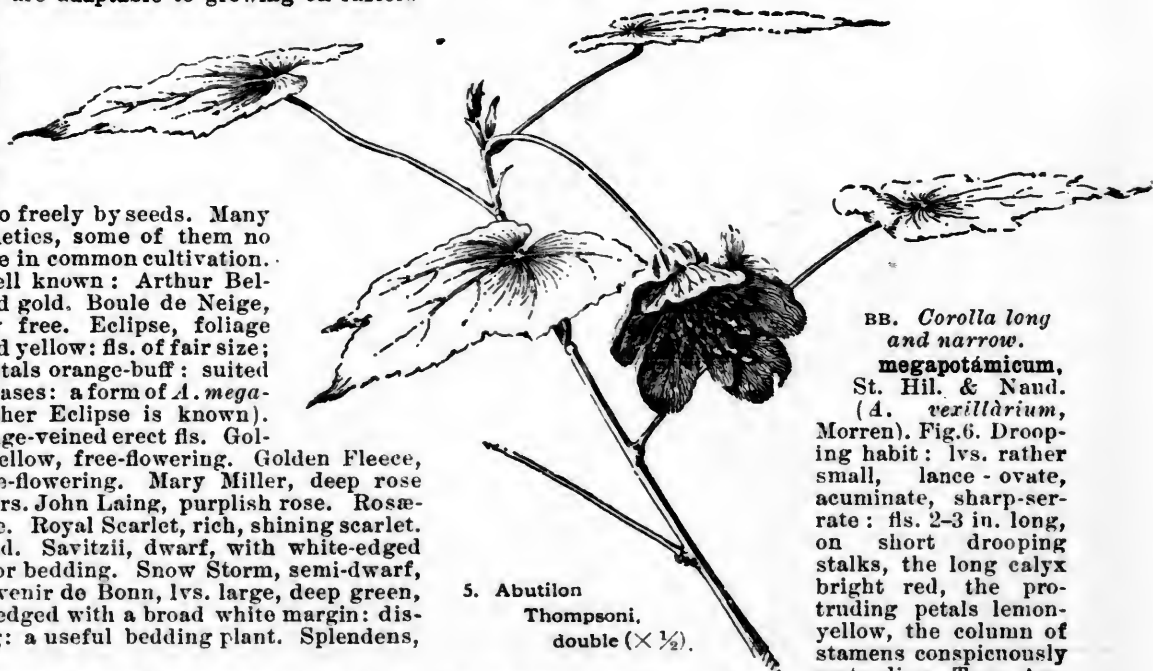 are adaptable to growing on rafters
o freely by seeds. Many
ieties, some of them no
e in common cultivation.
ell known : Arthur Bel-
d gold. Boule de Neige,
free. Eclipse, foliage
d yellow: fls. of fair size;
tals orange-buff : suited
ases: a form of A. mega-
her Eclipse is known).
ge-veined erect fls. Gol-
ellow, free-flowering. Golden Fleece,
e-flowering. Mary Miller, deep rose
rs. John Laing, purplish rose. Rosæ-
e. Royal Scarlet, rich, shining scarlet.
d. Savitzii, dwarf, with white-edged
or bedding. Snow Storm, semi-dwarf,
venir de Bonn, lvs. large, deep green,
edged with a broad white margin: dis-
g: a useful bedding plant. Splendens,
5. Abutilon
Thompsoni,
double (× ½).
BB. Corolla long
and narrow.
megapotámicum,
St. Hil. & Naud.
(A. vexillàrium,
Morren). Fig.6. Droop-
ing habit : lvs. rather
small, lance-ovate,
acuminate, sharp-ser-
rate : fls. 2–3 in. long,
on short drooping
stalks, the long calyx
bright red, the pro-
truding petals lemon-
yellow, the column of
stamens conspicuously